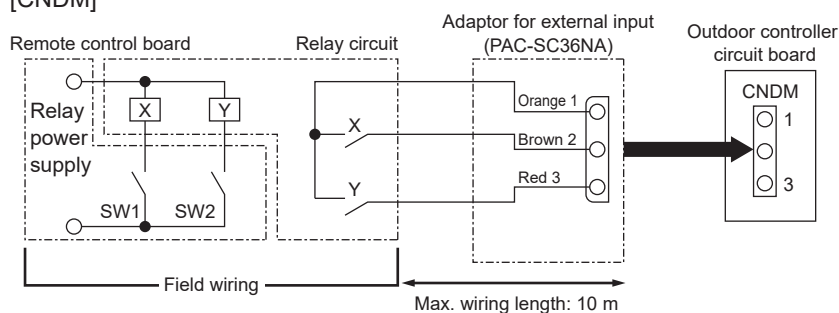 [CNDM]
Remote control board
Relay circuit
Adaptor for external input
(PAC-SC36NA)
Outdoor controller
circuit board
Relay
power
supply
X
Y
SW1
SW2
X
Y
Orange 1
Brown 2
Red 3
CNDM
1
3
Field wiring
Max. wiring length: 10 m